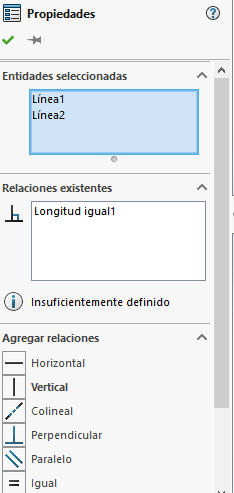 Propiedades
Entidades seleccionadas
Línea1
Línea2
Relaciones existentes
Longitud igual1
Insuficientemente definido
Agregar relaciones
Horizontal
Vertical
Colineal
Perpendicular
Paralelo
Igual